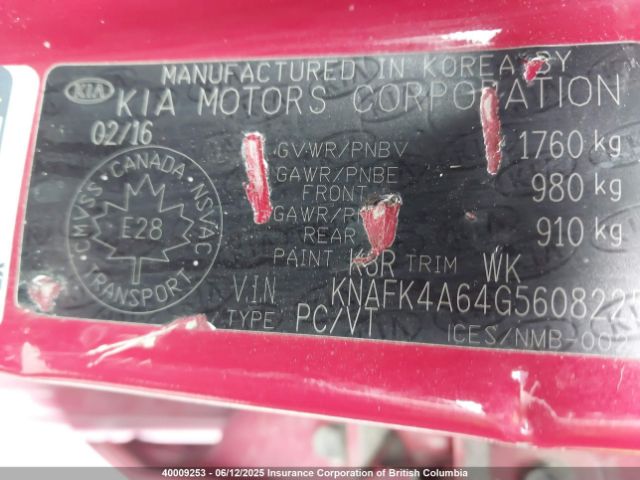 MANUFACTURED IN KOREA BY
KIA KIA MOTORS CORPORATION
02/16
GVWR/PNBV 1760 kg
GAWR/PNBE FRONT 980 kg
REAR 910 kg
PAINT K3R TRIM WK
VIN KNAFK4A64G560822
TYPE PC/VT
ICES/NMB-002
CMVSS · CANADA · NSVAC
E28
TRANSPORT
40009253 - 06/12/2025 Insurance Corporation of British Columbia